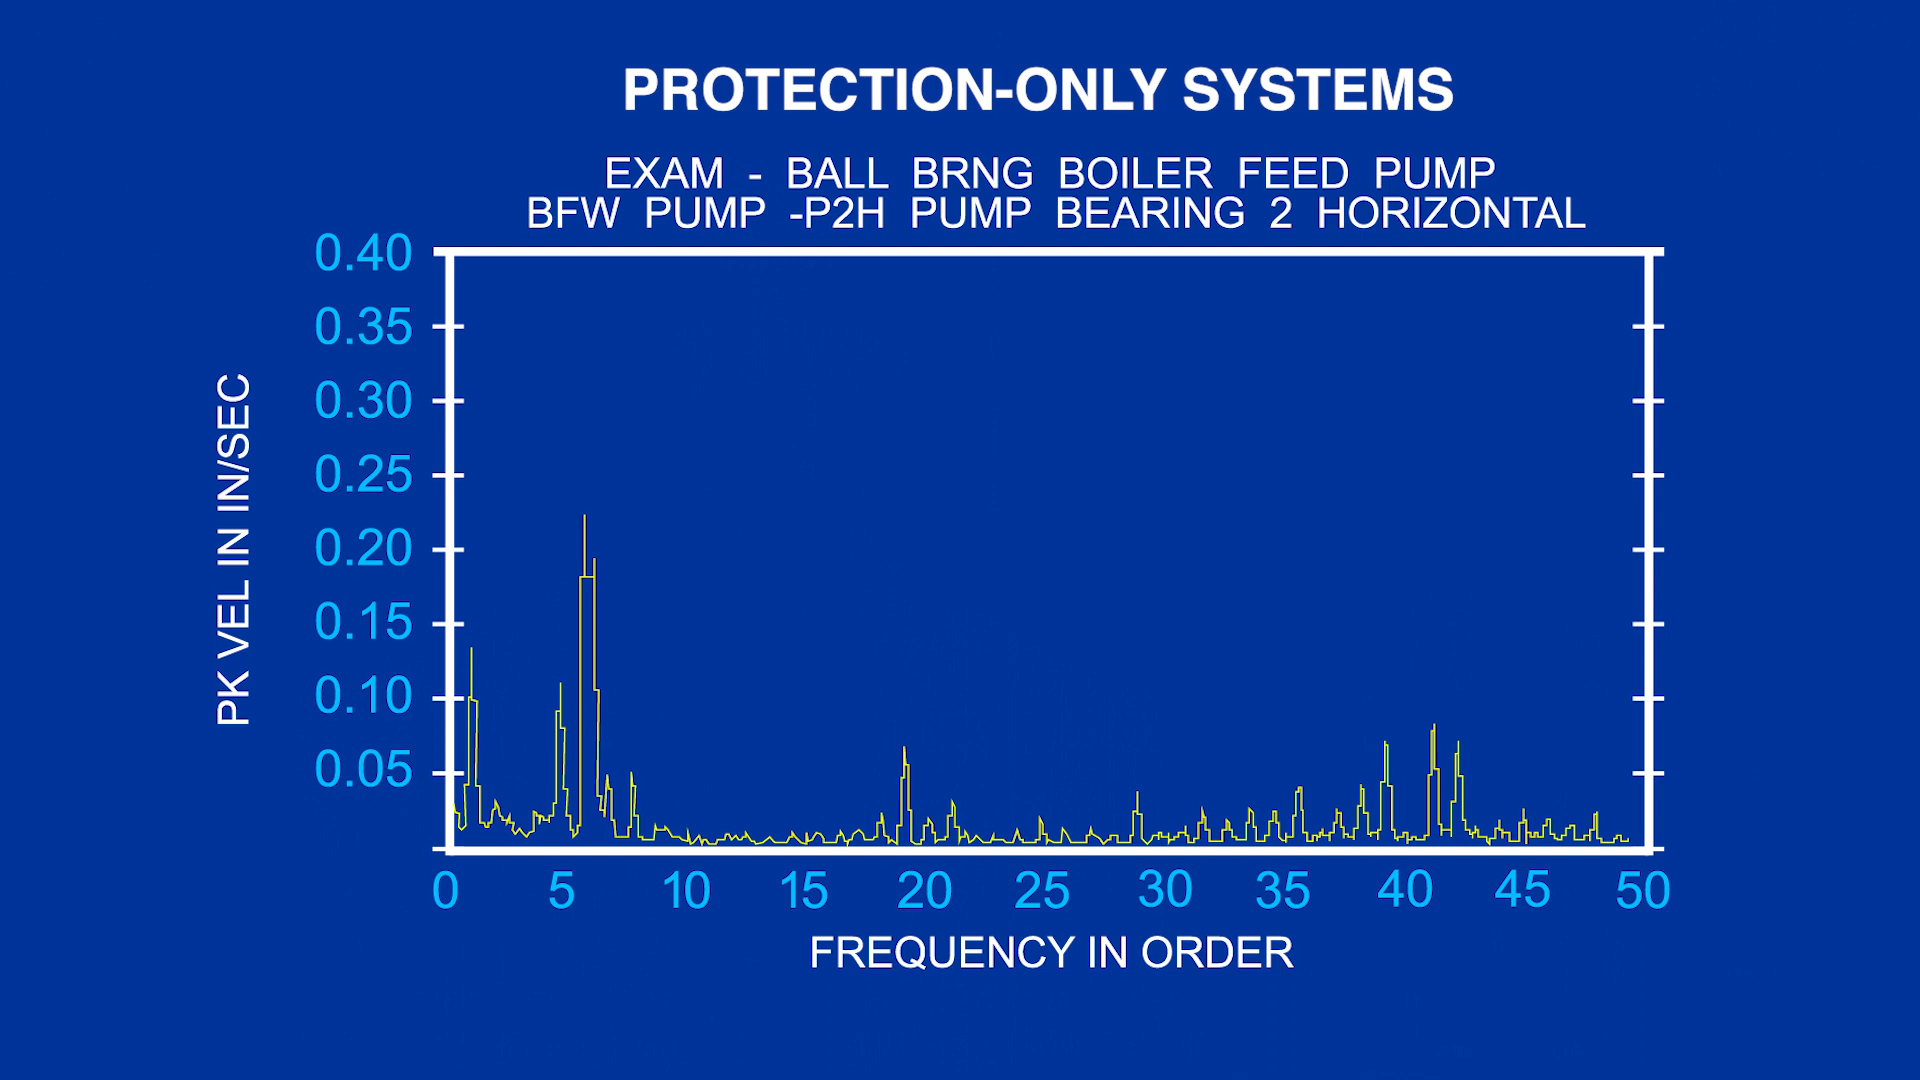 PROTECTION-ONLY SYSTEMS
EXAM - BALL BRNG BOILER FEED PUMP
BFW PUMP -P2H PUMP BEARING 2 HORIZONTAL
0.40
0.35
0.30
0.25
0.20
0.15
0.10
0.05
PK VEL IN IN/SEC
0 5 10 15 20 25 30 35 40 45 50
FREQUENCY IN ORDER